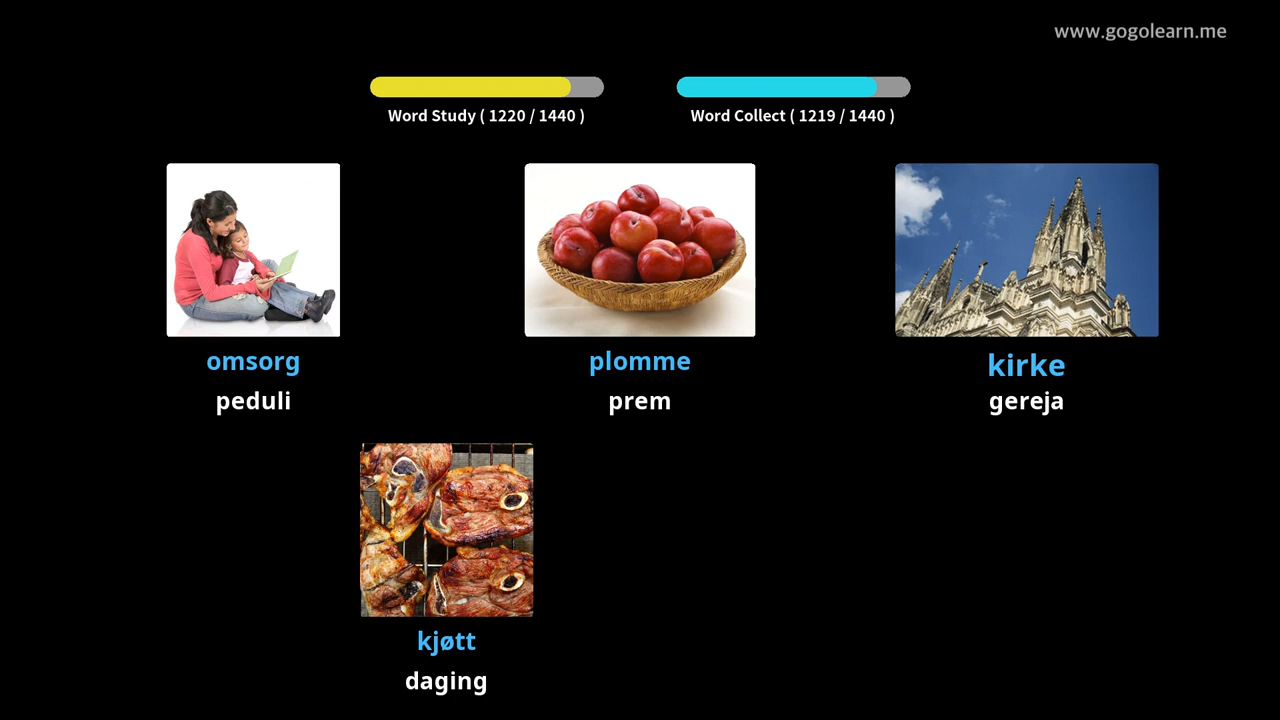 www.gogolearn.me
Word Study ( 1220 / 1440 )
Word Collect ( 1219 / 1440 )
omsorg
peduli
plomme
prem
kirke
gereja
kjøtt
daging